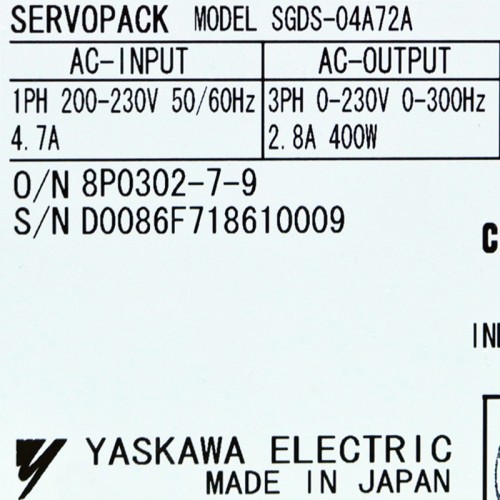 SERVOPACK MODEL SGDS-04A72A
AC-INPUT AC-OUTPUT
1PH 200-230V 50/60Hz 3PH 0-230V 0-300Hz
4.7A 2.8A 400W
O/N 8P0302-7-9
S/N D0086F718610009
YASKAWA ELECTRIC
MADE IN JAPAN